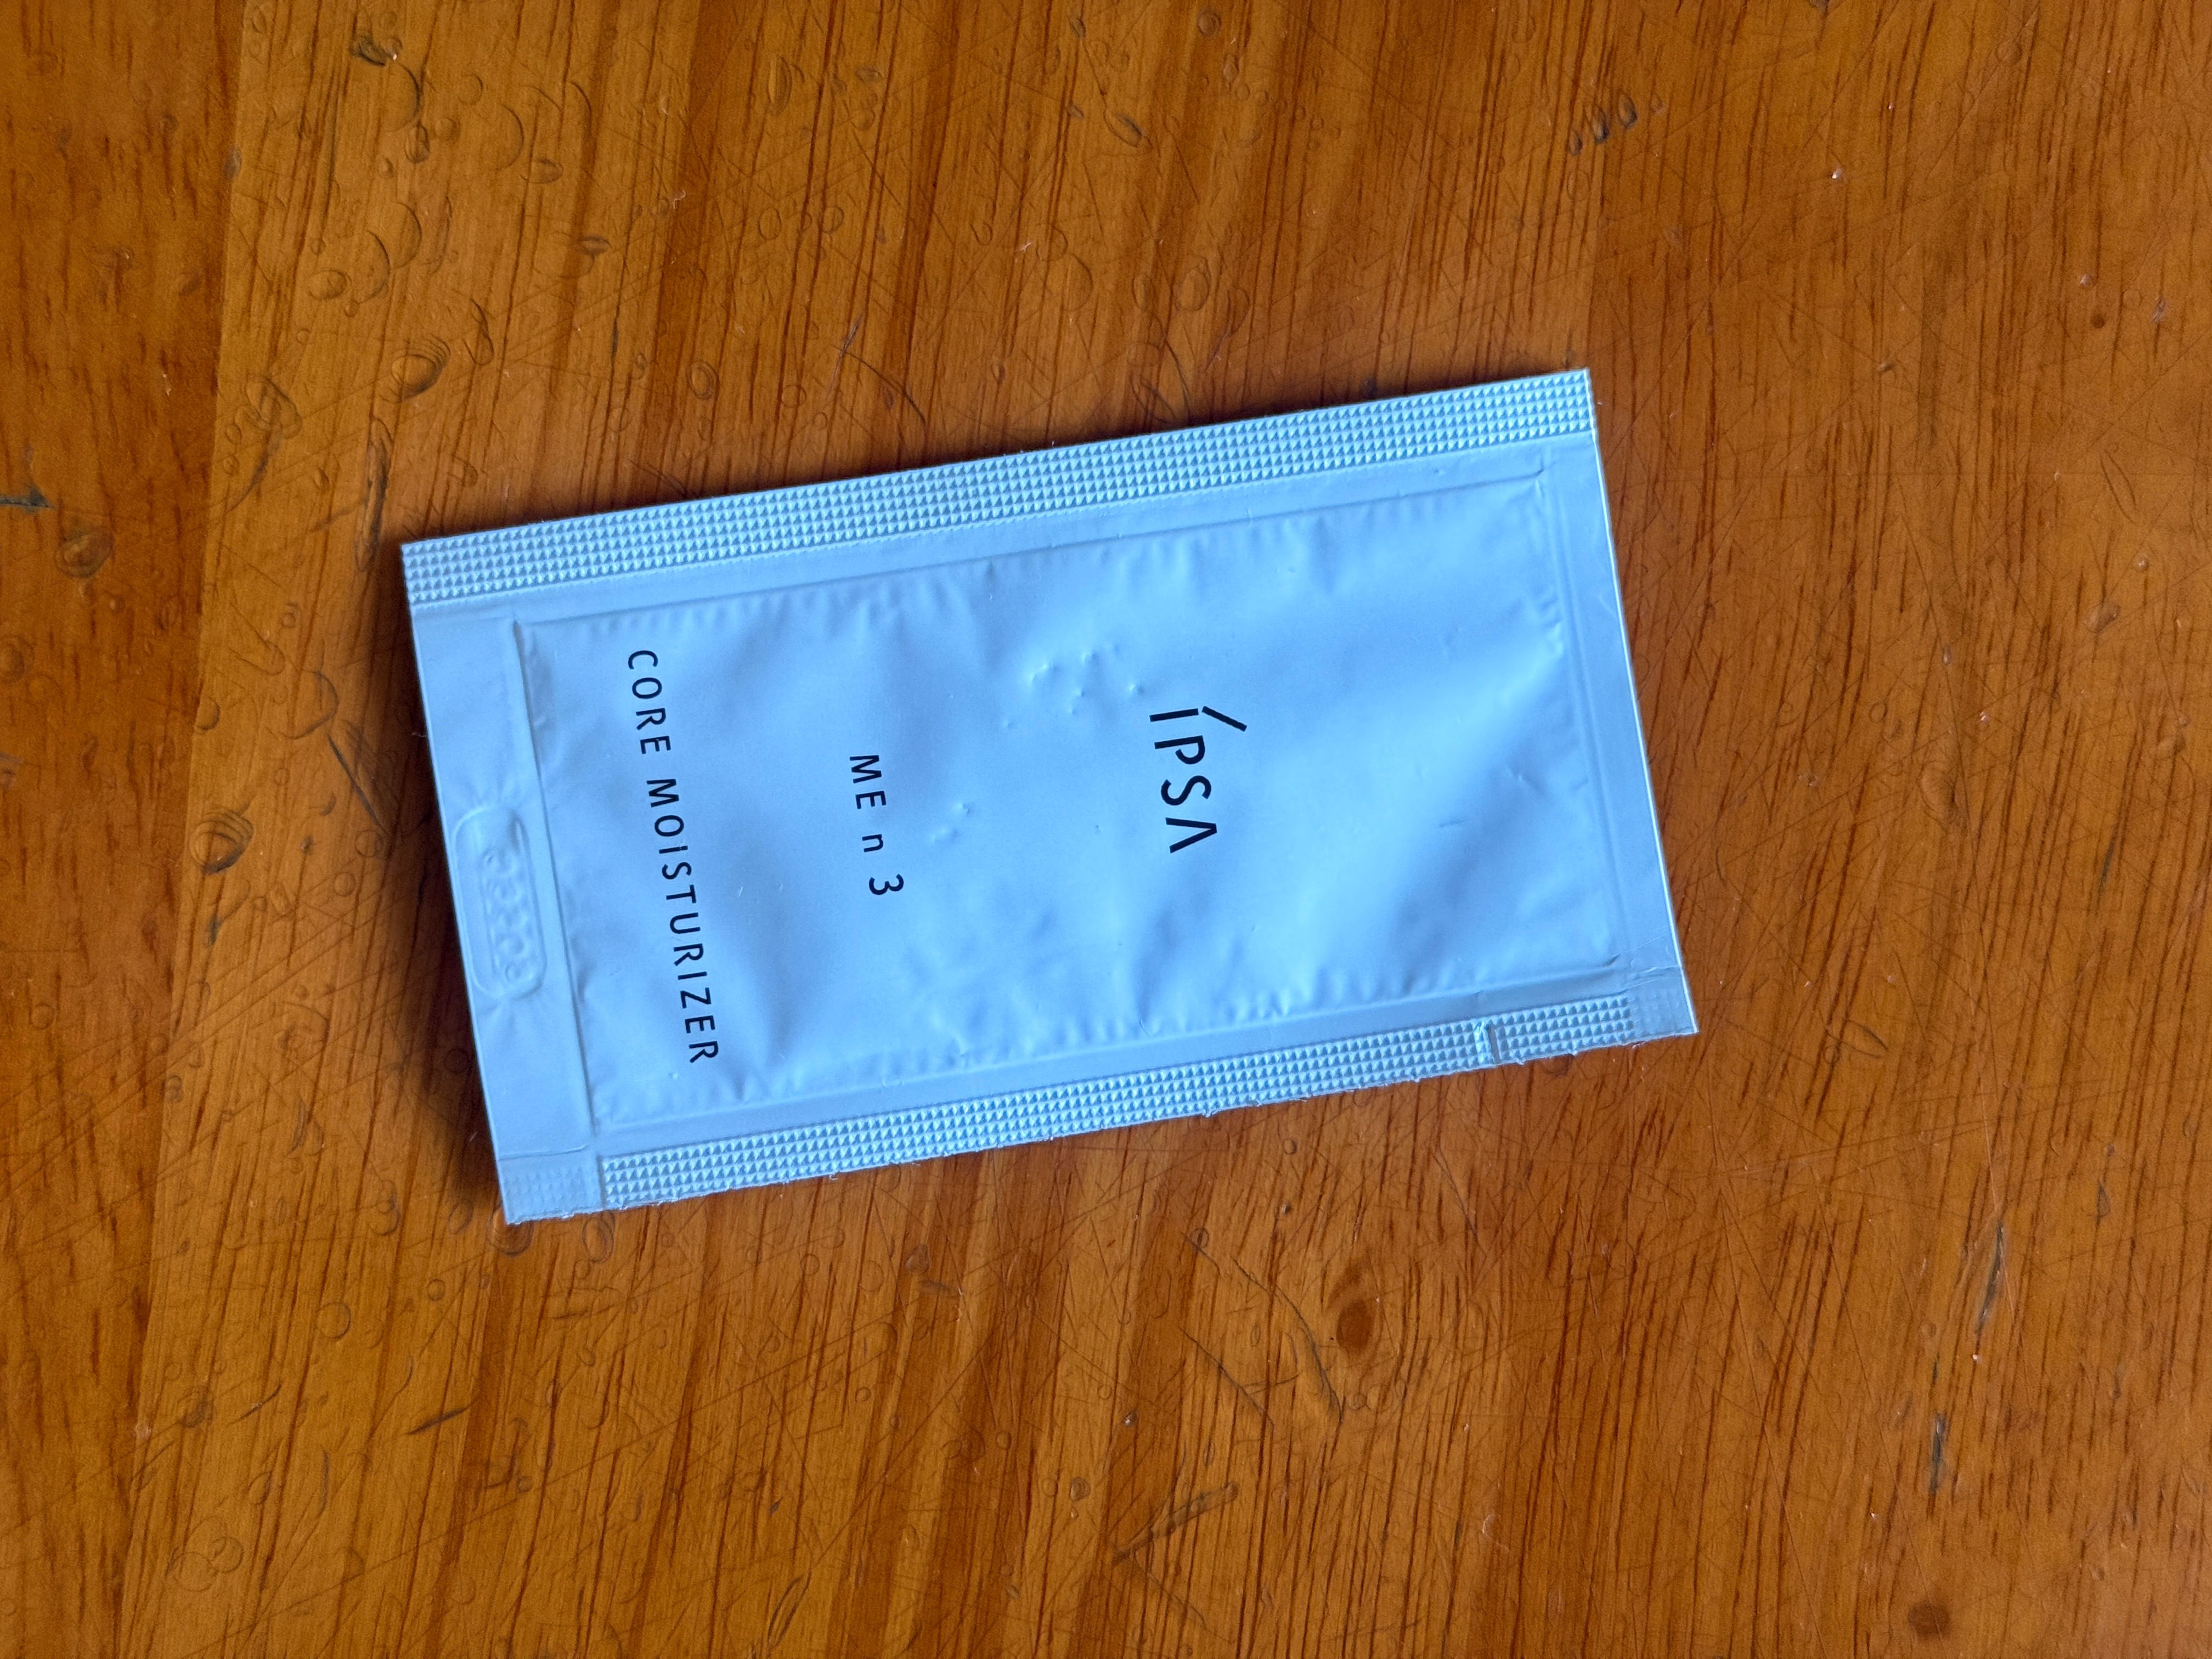 ÍPSA
ME n 3
CORE MOISTURIZER